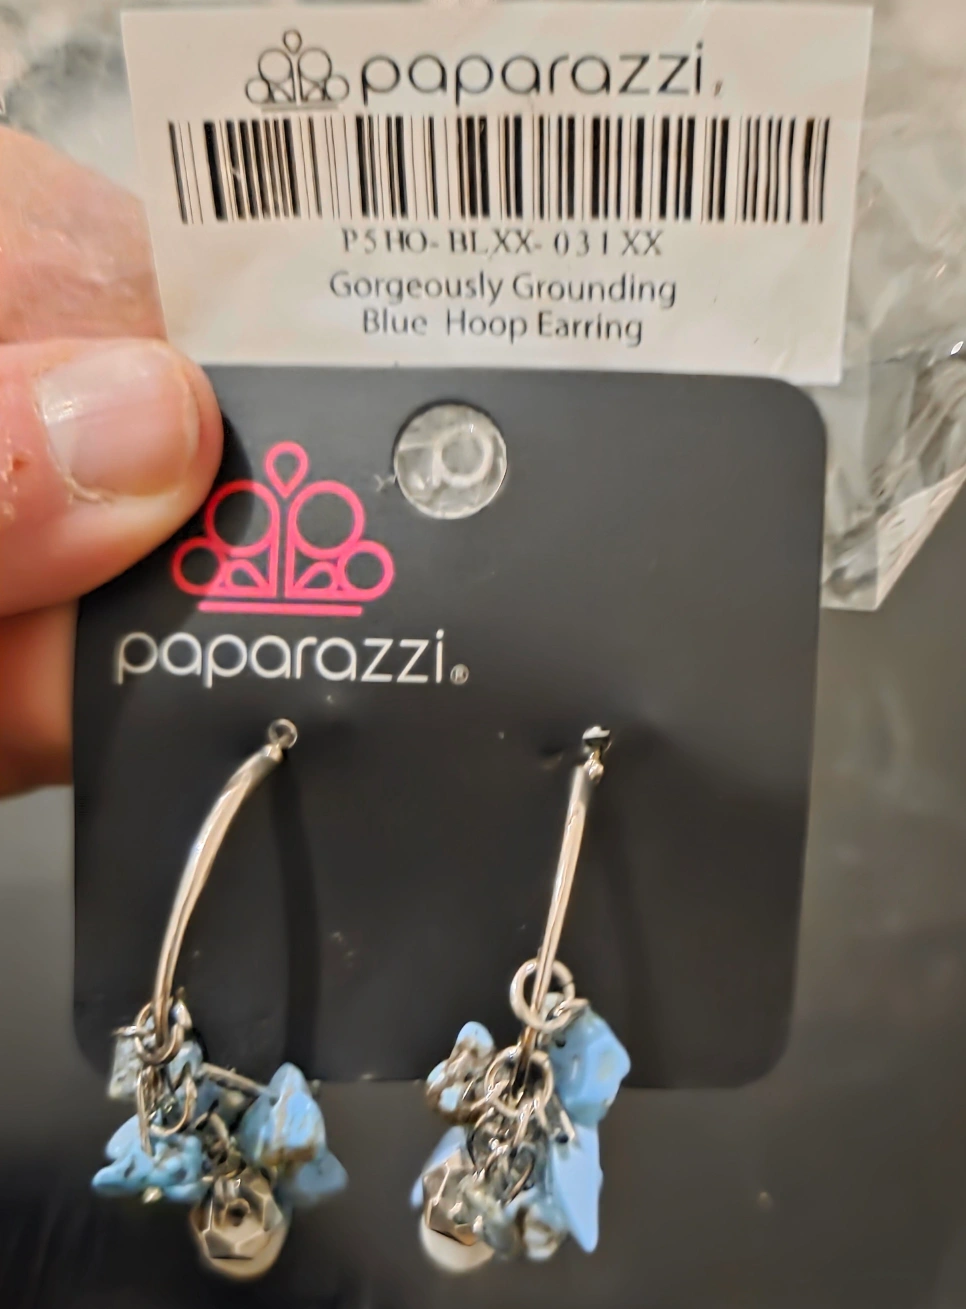 paparazzi
P5HO-BLXX-031XX
Gorgeously Grounding
Blue Hoop Earring
paparazzi®